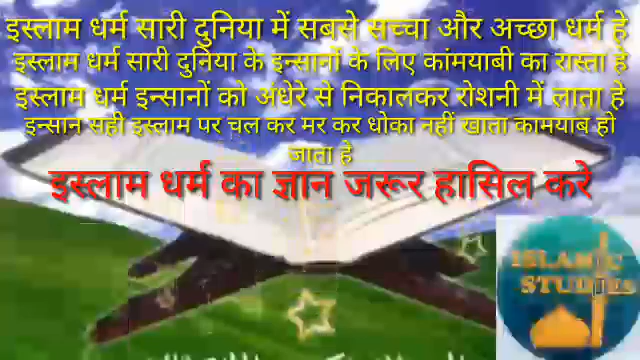 इस्लाम धर्म सारी दुनिया में सबसे सच्चा और अच्छा धर्म हे
इस्लाम धर्म सारी दुनिया के इन्सानों के लिए कांमयाबी का रास्ता हे
इस्लाम धर्म इन्सानों को अंधेरे से निकालकर रोशनी में लाता हे
इन्सान सही इस्लाम पर चल कर मर कर धोका नहीं खाता कामयाब हो
जाता हे
इस्लाम धर्म का ज्ञान जरूर हासिल करे
ISLAMIC
STUDIES